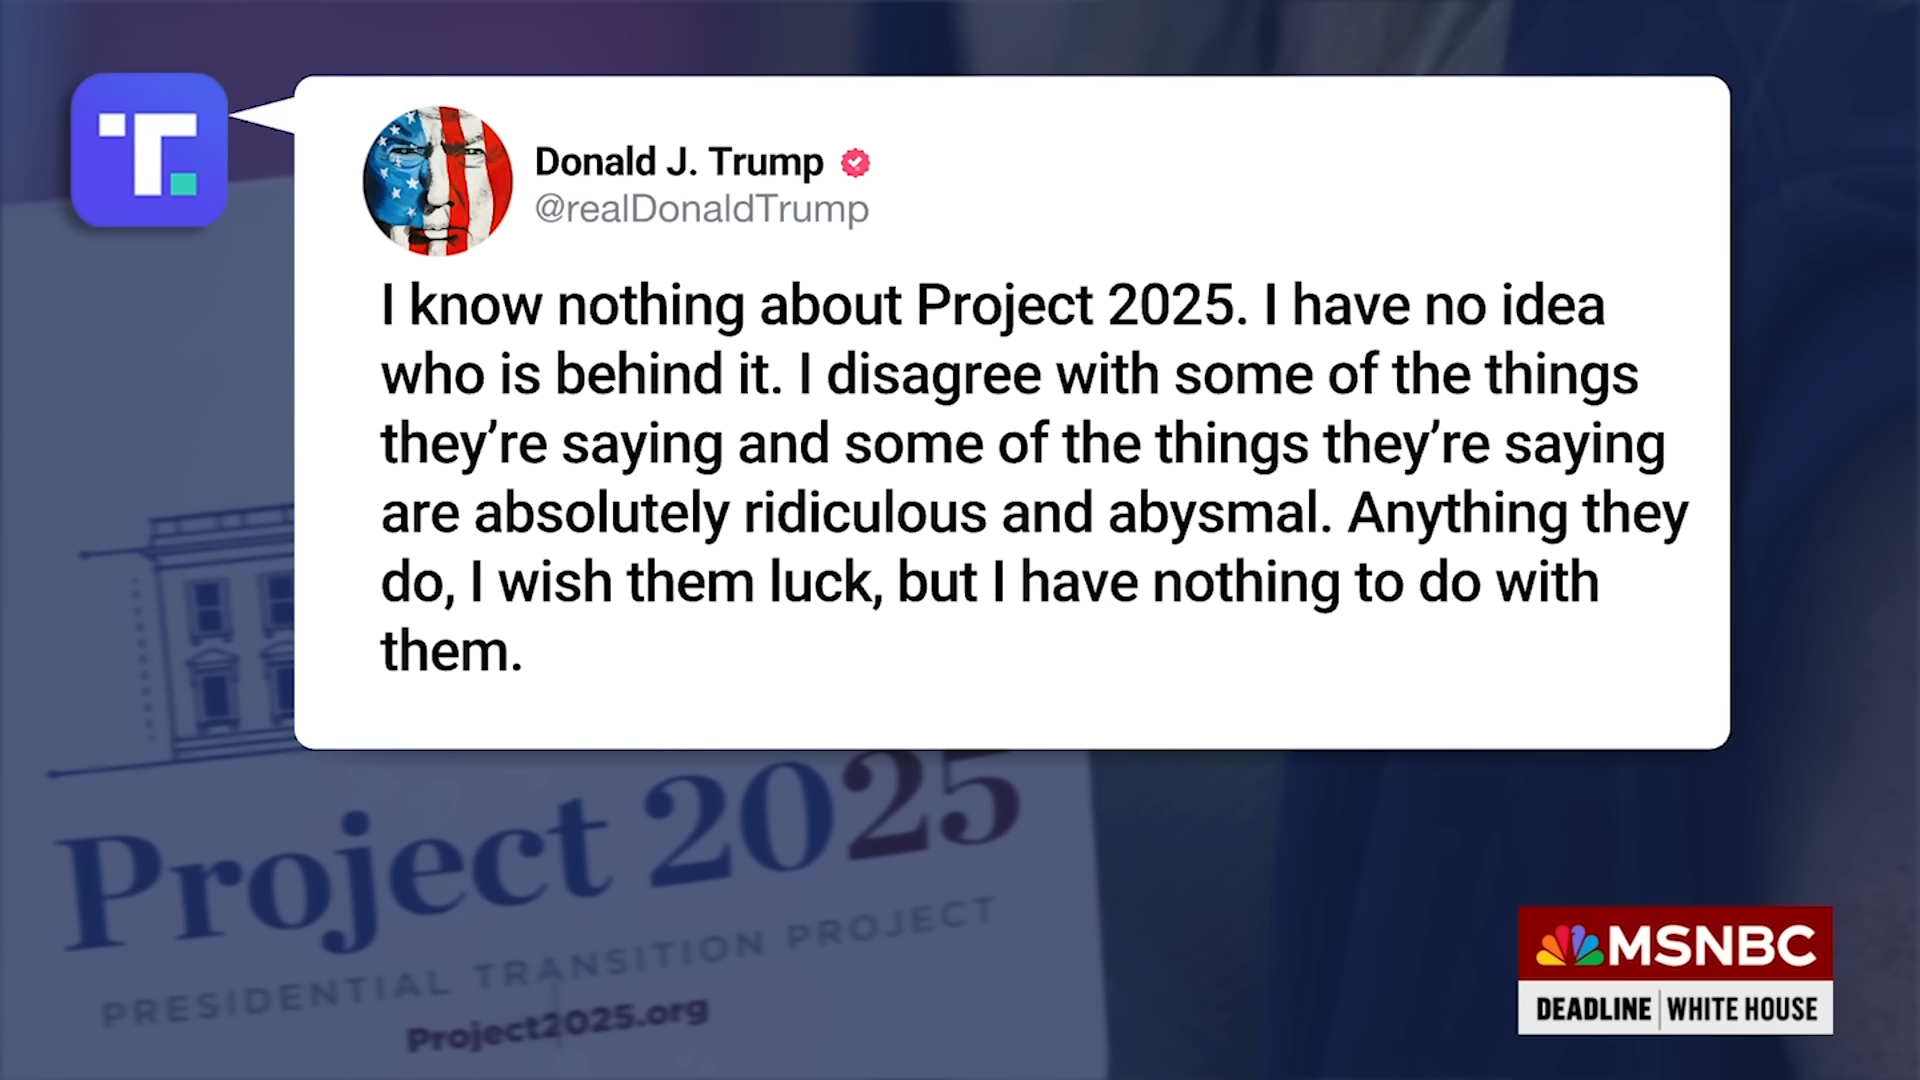 T.
Donald J. Trump
@realDonaldTrump
I know nothing about Project 2025. I have no idea
who is behind it. I disagree with some of the things
they’re saying and some of the things they’re saying
are absolutely ridiculous and abysmal. Anything they
do, I wish them luck, but I have nothing to do with
them.
Project 2025
PRESIDENTIAL TRANSITION PROJECT
Project2025.org
MSNBC
DEADLINE | WHITE HOUSE